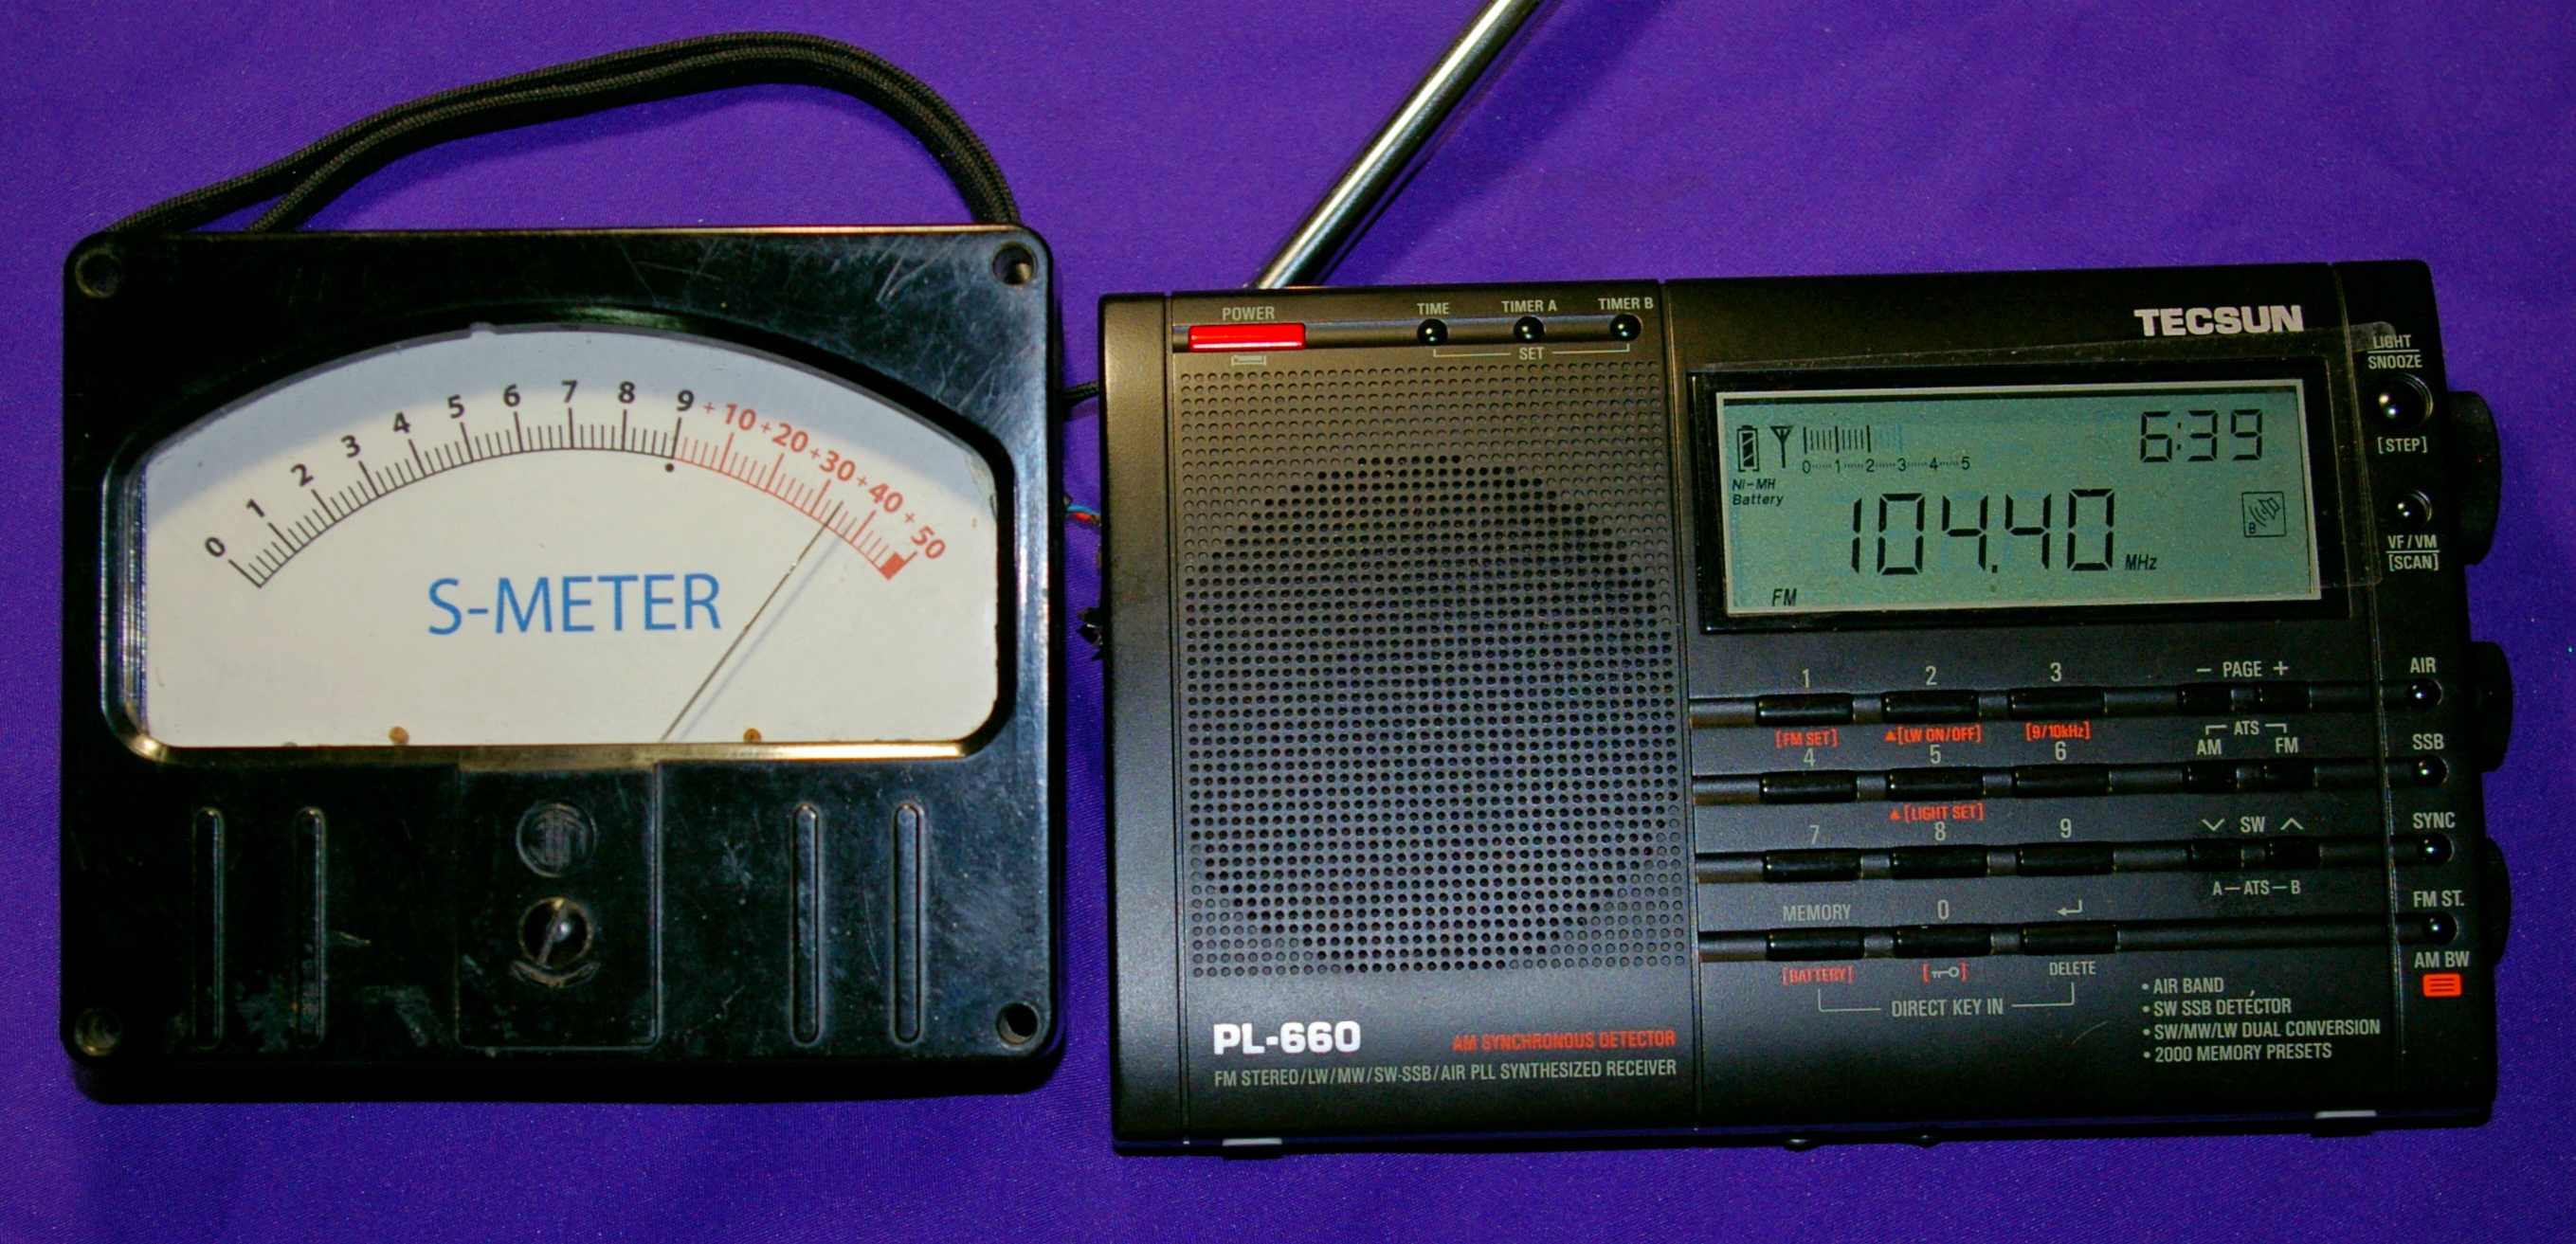 0 1 2 3 4 5 6 7 8 9 +10 +20 +30 +40 +50
S-METER
POWER
TIME TIMER A TIMER B
SET
TECSUN
LIGHT
SNOOZE
[STEP]
VF/VM
[SCAN]
6:39
0 1 2 3 4 5
Ni-MH
Battery
104.40 MHz
B
FM
1 2 3 - PAGE + AIR
[FM SET] [LW ON/OFF] [9/10kHz] ATS
4 5 6 AM FM SSB
[LIGHT SET]
7 8 9 SW SYNC
A-ATS-B
MEMORY 0 FM ST.
[BATTERY] DELETE AM BW
DIRECT KEY IN
• AIR BAND
• SW SSB DETECTOR
• SW/MW/LW DUAL CONVERSION
• 2000 MEMORY PRESETS
PL-660 AM SYNCHRONOUS DETECTOR
FM STEREO/LW/MW/SW-SSB/AIR PLL SYNTHESIZED RECEIVER